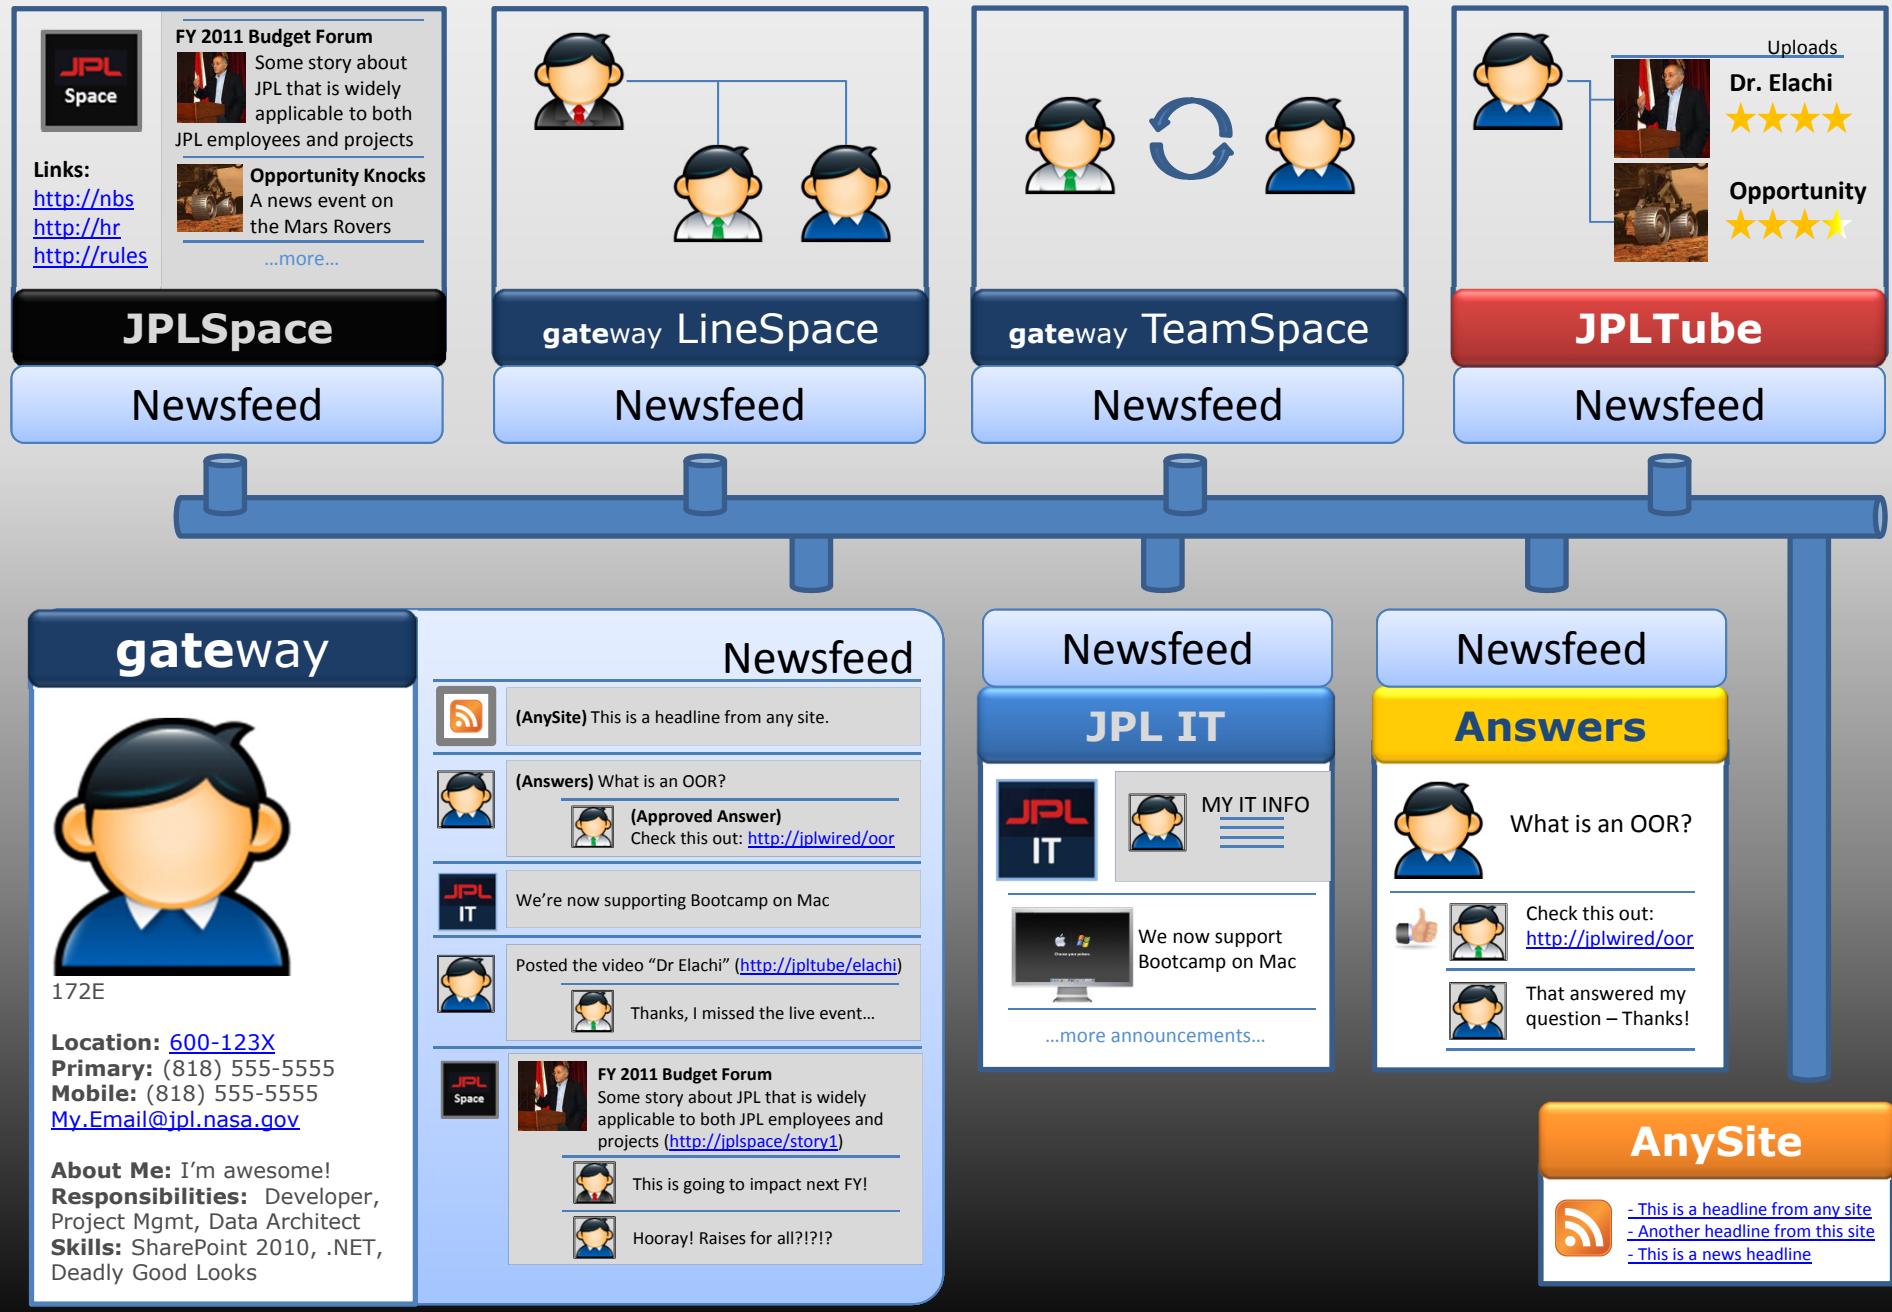 JPL
Space
Links:
http://nbs
http://hr
http://rules
FY 2011 Budget Forum
Some story about
JPL that is widely
applicable to both
JPL employees and projects
Opportunity Knocks
A news event on
the Mars Rovers
...more...
JPLSpace
Newsfeed
gateway LineSpace
Newsfeed
gateway TeamSpace
Newsfeed
Uploads
Dr. Elachi
Opportunity
JPLTube
Newsfeed
gateway
172E
Location: 600-123X
Primary: (818) 555-5555
Mobile: (818) 555-5555
My.Email@jpl.nasa.gov
About Me: I'm awesome!
Responsibilities: Developer,
Project Mgmt, Data Architect
Skills: SharePoint 2010, .NET,
Deadly Good Looks
Newsfeed
(AnySite) This is a headline from any site.
(Answers) What is an OOR?
(Approved Answer)
Check this out: http://jplwired/oor
JPL
IT
We're now supporting Bootcamp on Mac
Posted the video “Dr Elachi” (http://jpltube/elachi)
Thanks, I missed the live event...
JPL
Space
FY 2011 Budget Forum
Some story about JPL that is widely
applicable to both JPL employees and
projects (http://jplspace/story1)
This is going to impact next FY!
Hooray! Raises for all?!?!?
Newsfeed
JPL IT
JPL
IT
MY IT INFO
We now support
Bootcamp on Mac
...more announcements...
Newsfeed
Answers
What is an OOR?
Check this out:
http://jplwired/oor
That answered my
question – Thanks!
AnySite
- This is a headline from any site
- Another headline from this site
- This is a news headline